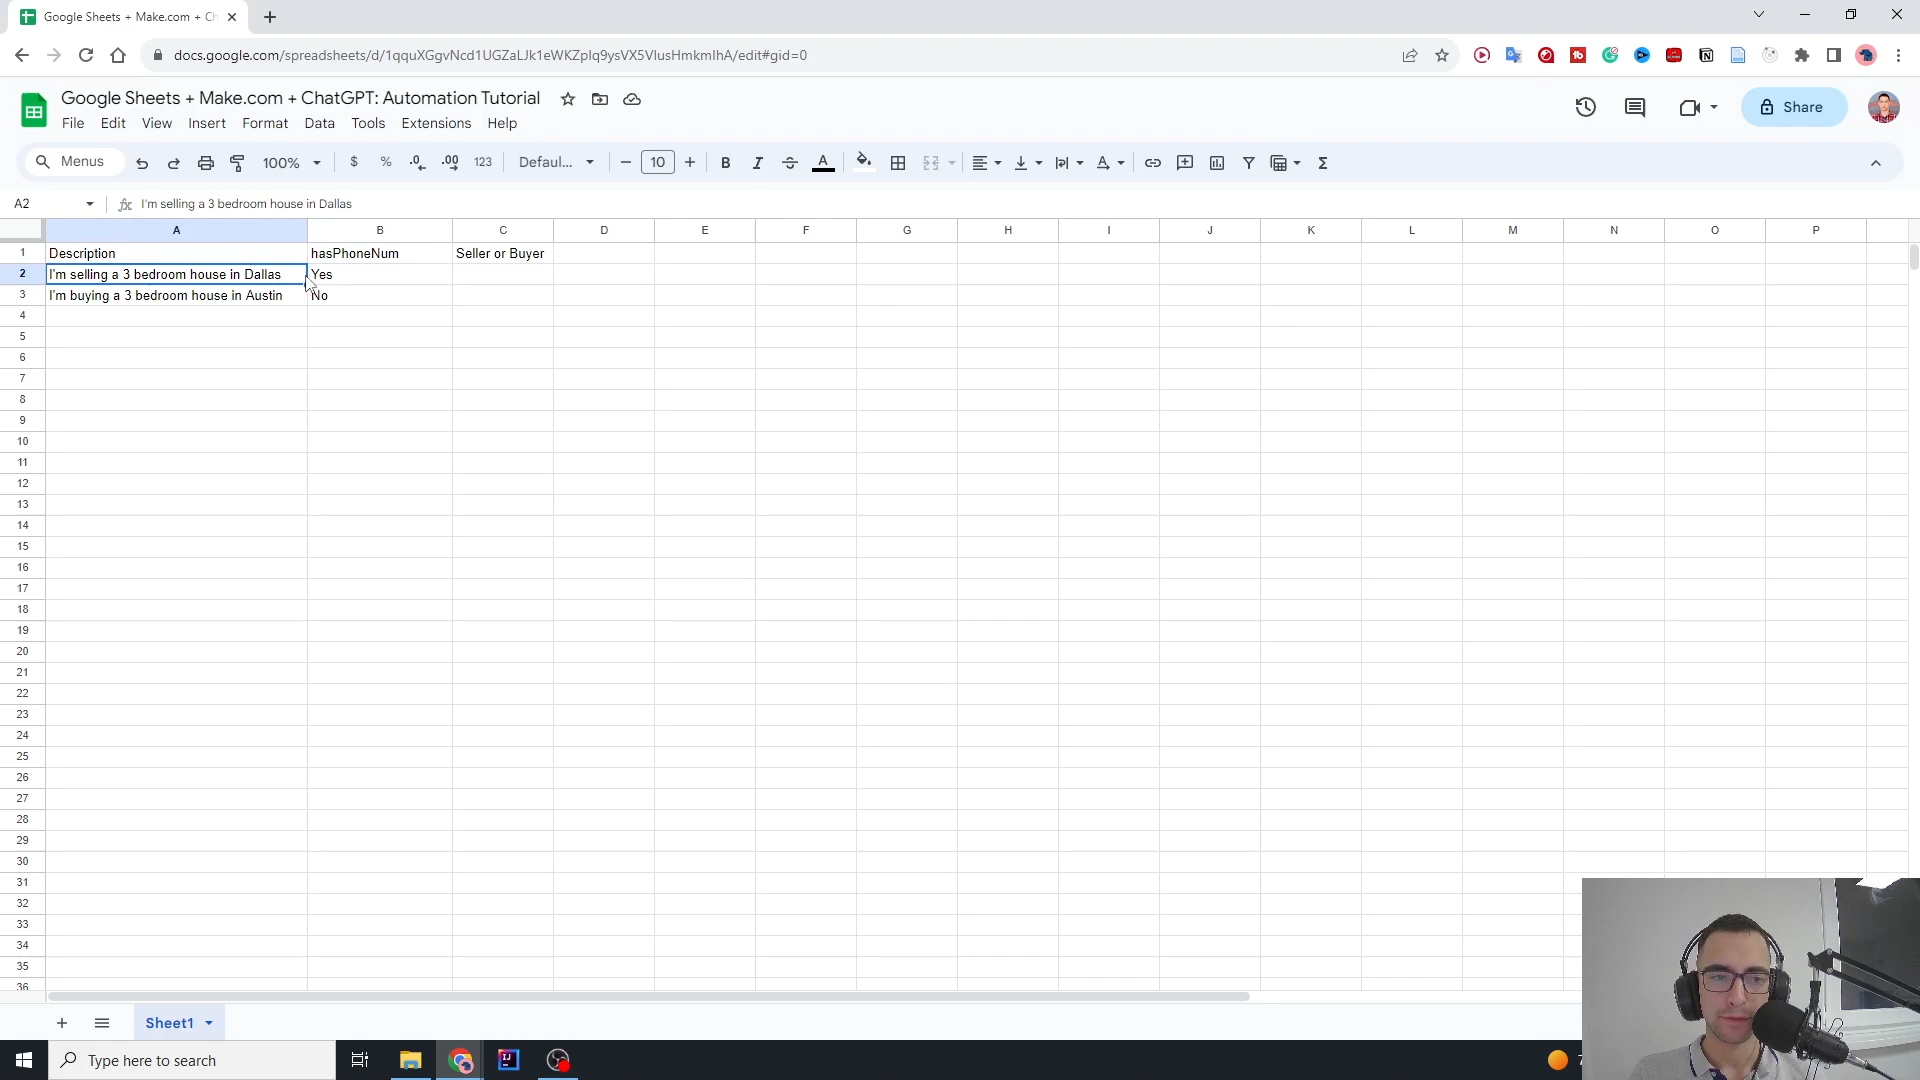 Google Sheets + Make.com + Ch
docs.google.com/spreadsheets/d/1qquXGgvNcd1UGZaLJk1eWKZpIq9ysVX5VIusHmkmIhA/edit#gid=0
Google Sheets + Make.com + ChatGPT: Automation Tutorial
File Edit View Insert Format Data Tools Extensions Help
Share
Menus 100% $ % .0 .00 123 Defaul... 10 B I A Σ
A2 fx I'm selling a 3 bedroom house in Dallas
A B C D E F G H I J K L M N O P
1 Description hasPhoneNum Seller or Buyer
2 I'm selling a 3 bedroom house in Dallas Yes
3 I'm buying a 3 bedroom house in Austin No
4
5
6
7
8
9
10
11
12
13
14
15
16
17
18
19
20
21
22
23
24
25
26
27
28
29
30
31
32
33
34
35
36
Sheet1
Type here to search